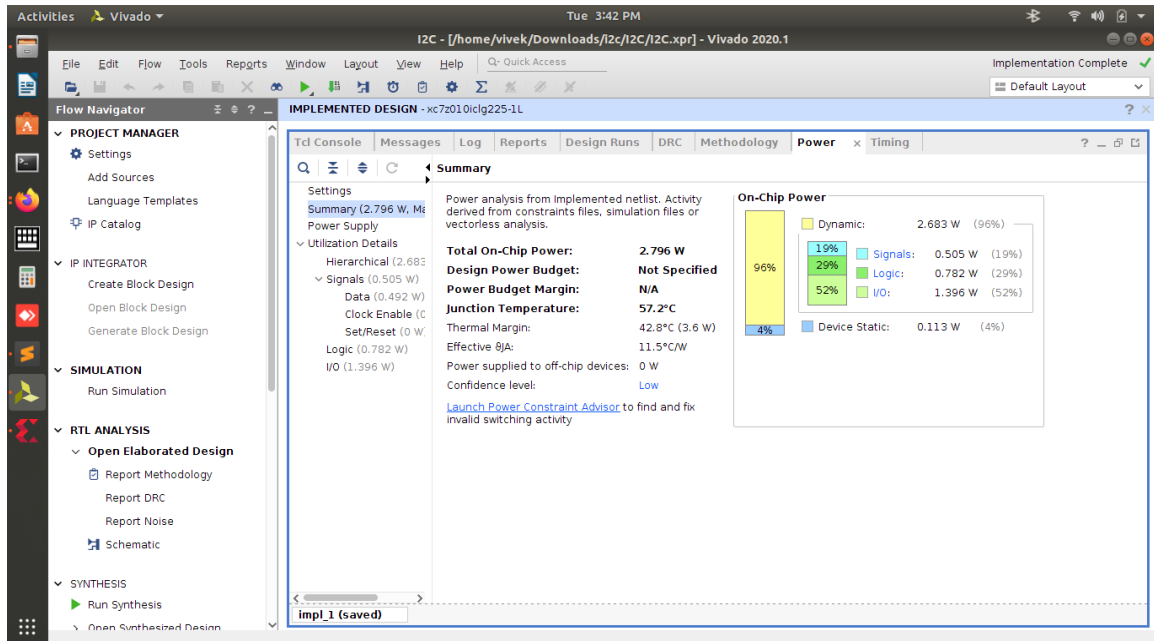 Activities Vivado Tue 3:42 PM
I2C - [/home/vivek/Downloads/i2c/I2C/I2C.xpr] - Vivado 2020.1
File Edit Flow Tools Reports Window Layout View Help Q- Quick Access Implementation Complete
Default Layout
Flow Navigator
IMPLEMENTED DESIGN - xc7z010iclg225-1L
PROJECT MANAGER
Settings
Add Sources
Language Templates
IP Catalog
IP INTEGRATOR
Create Block Design
Open Block Design
Generate Block Design
SIMULATION
Run Simulation
RTL ANALYSIS
Open Elaborated Design
Report Methodology
Report DRC
Report Noise
Schematic
SYNTHESIS
Run Synthesis
Open Synthesized Design
Tcl Console Messages Log Reports Design Runs DRC Methodology Power Timing
Summary
Settings
Summary (2.796 W, Ma
Power Supply
Utilization Details
Hierarchical (2.683
Signals (0.505 W)
Data (0.492 W)
Clock Enable (0
Set/Reset (0 W
Logic (0.782 W)
I/O (1.396 W)
Power analysis from Implemented netlist. Activity
derived from constraints files, simulation files or
vectorless analysis.
Total On-Chip Power: 2.796 W
Design Power Budget: Not Specified
Power Budget Margin: N/A
Junction Temperature: 57.2°C
Thermal Margin: 42.8°C (3.6 W)
Effective ϑJA: 11.5°C/W
Power supplied to off-chip devices: 0 W
Confidence level: Low
Launch Power Constraint Advisor to find and fix
invalid switching activity
On-Chip Power
96%
4%
Dynamic: 2.683 W (96%)
19% Signals: 0.505 W (19%)
29% Logic: 0.782 W (29%)
52% I/O: 1.396 W (52%)
Device Static: 0.113 W (4%)
impl_1 (saved)